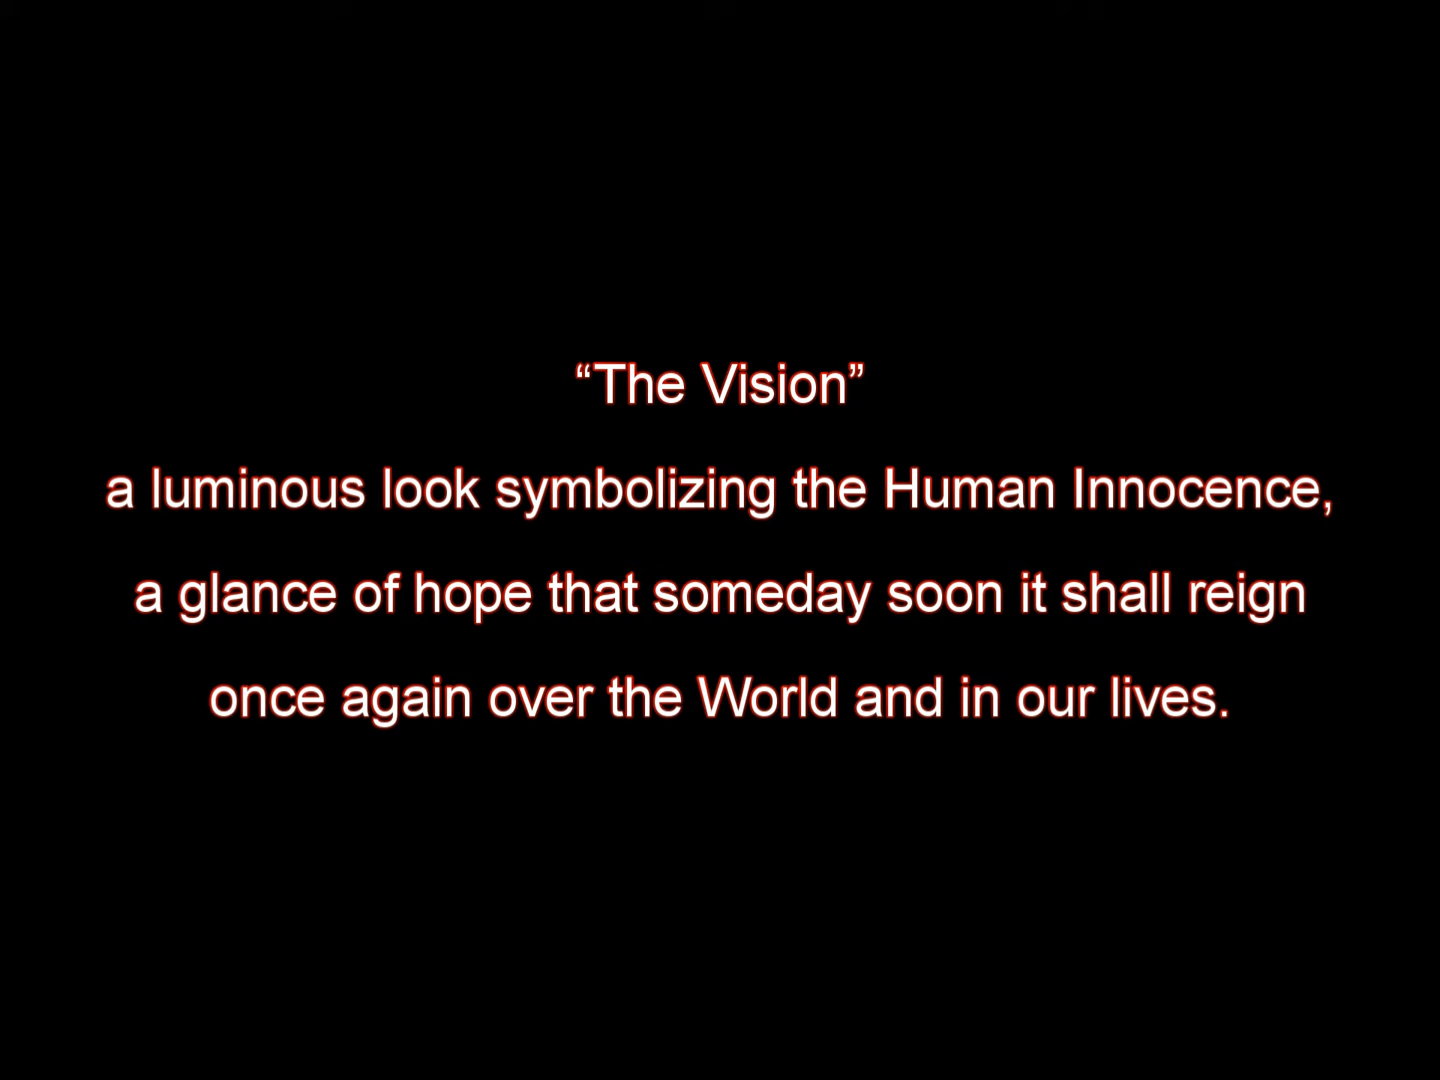 “The Vision”
a luminous look symbolizing the Human Innocence,
a glance of hope that someday soon it shall reign
once again over the World and in our lives.